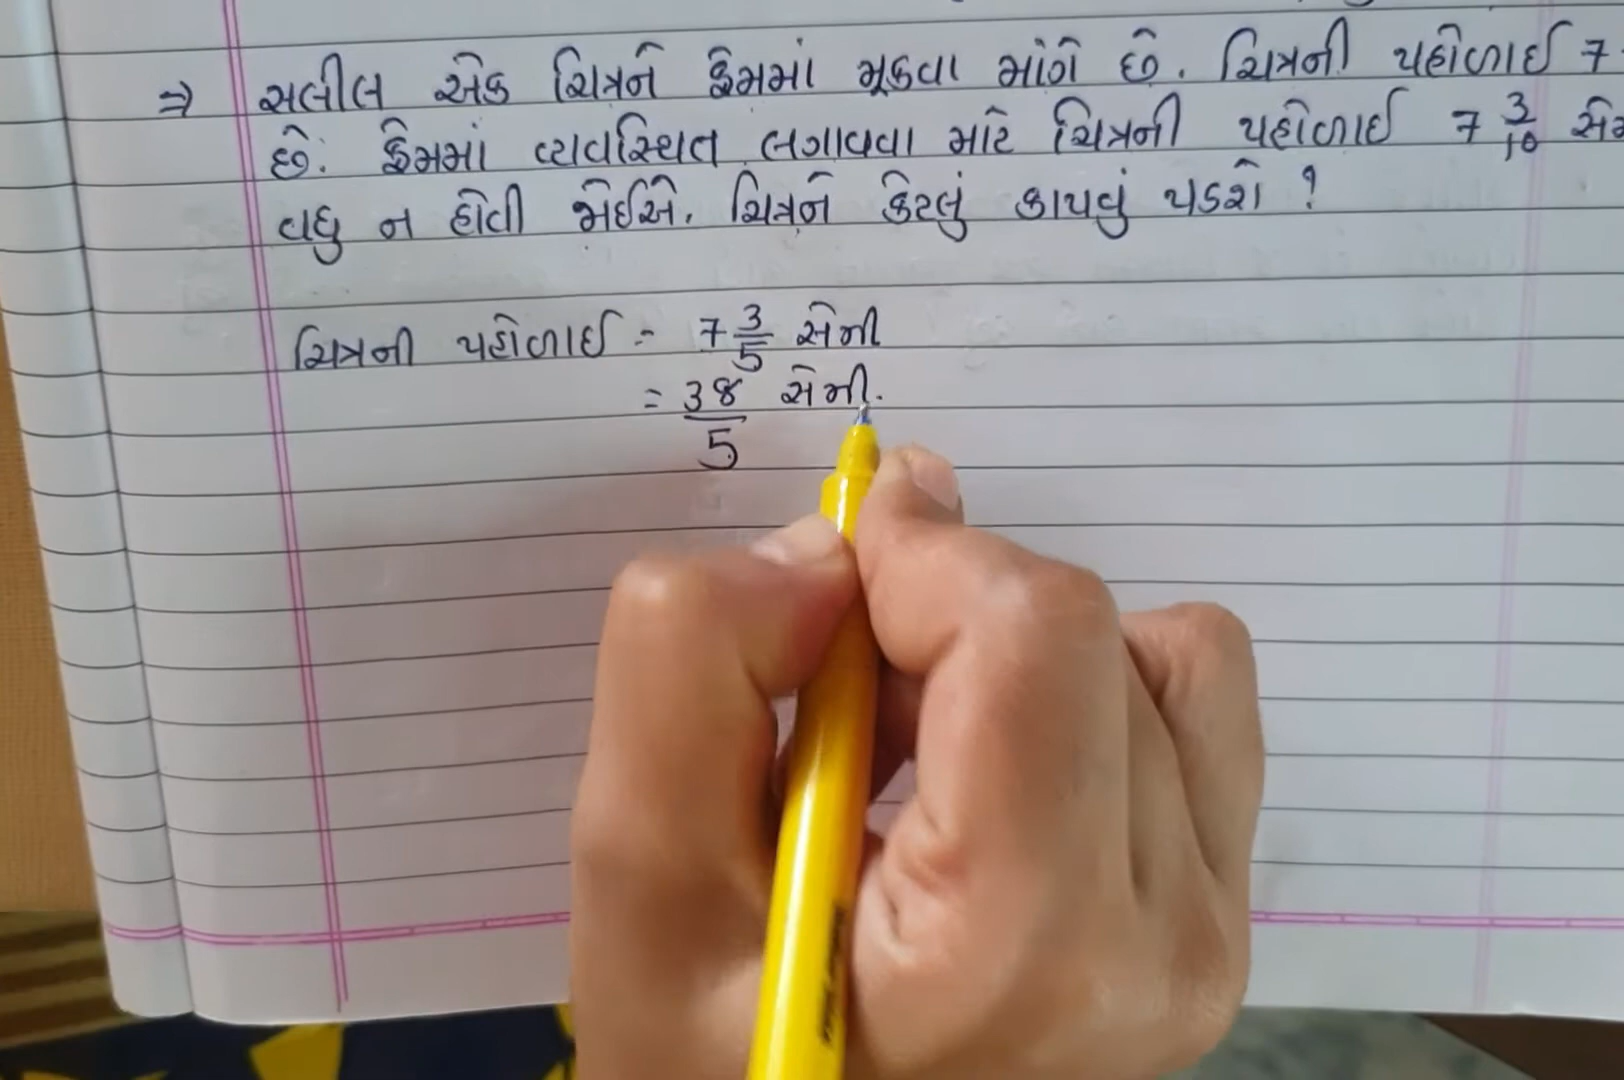 ⇒ સલીલ એક ચિત્રને ફ્રેમમાં મૂકવા માંગે છે. ચિત્રની પહોળાઈ 7
છે. ફ્રેમમાં વ્યવસ્થિત લગાવવા માટે ચિત્રની પહોળાઈ 7 3/10 સેમ
વધુ ન હોવી જોઈએ. ચિત્રને કેટલું કાપવું પડશે ?
ચિત્રની પહોળાઈ = 7 3/5 સેમી
= 38/5 સેમી.